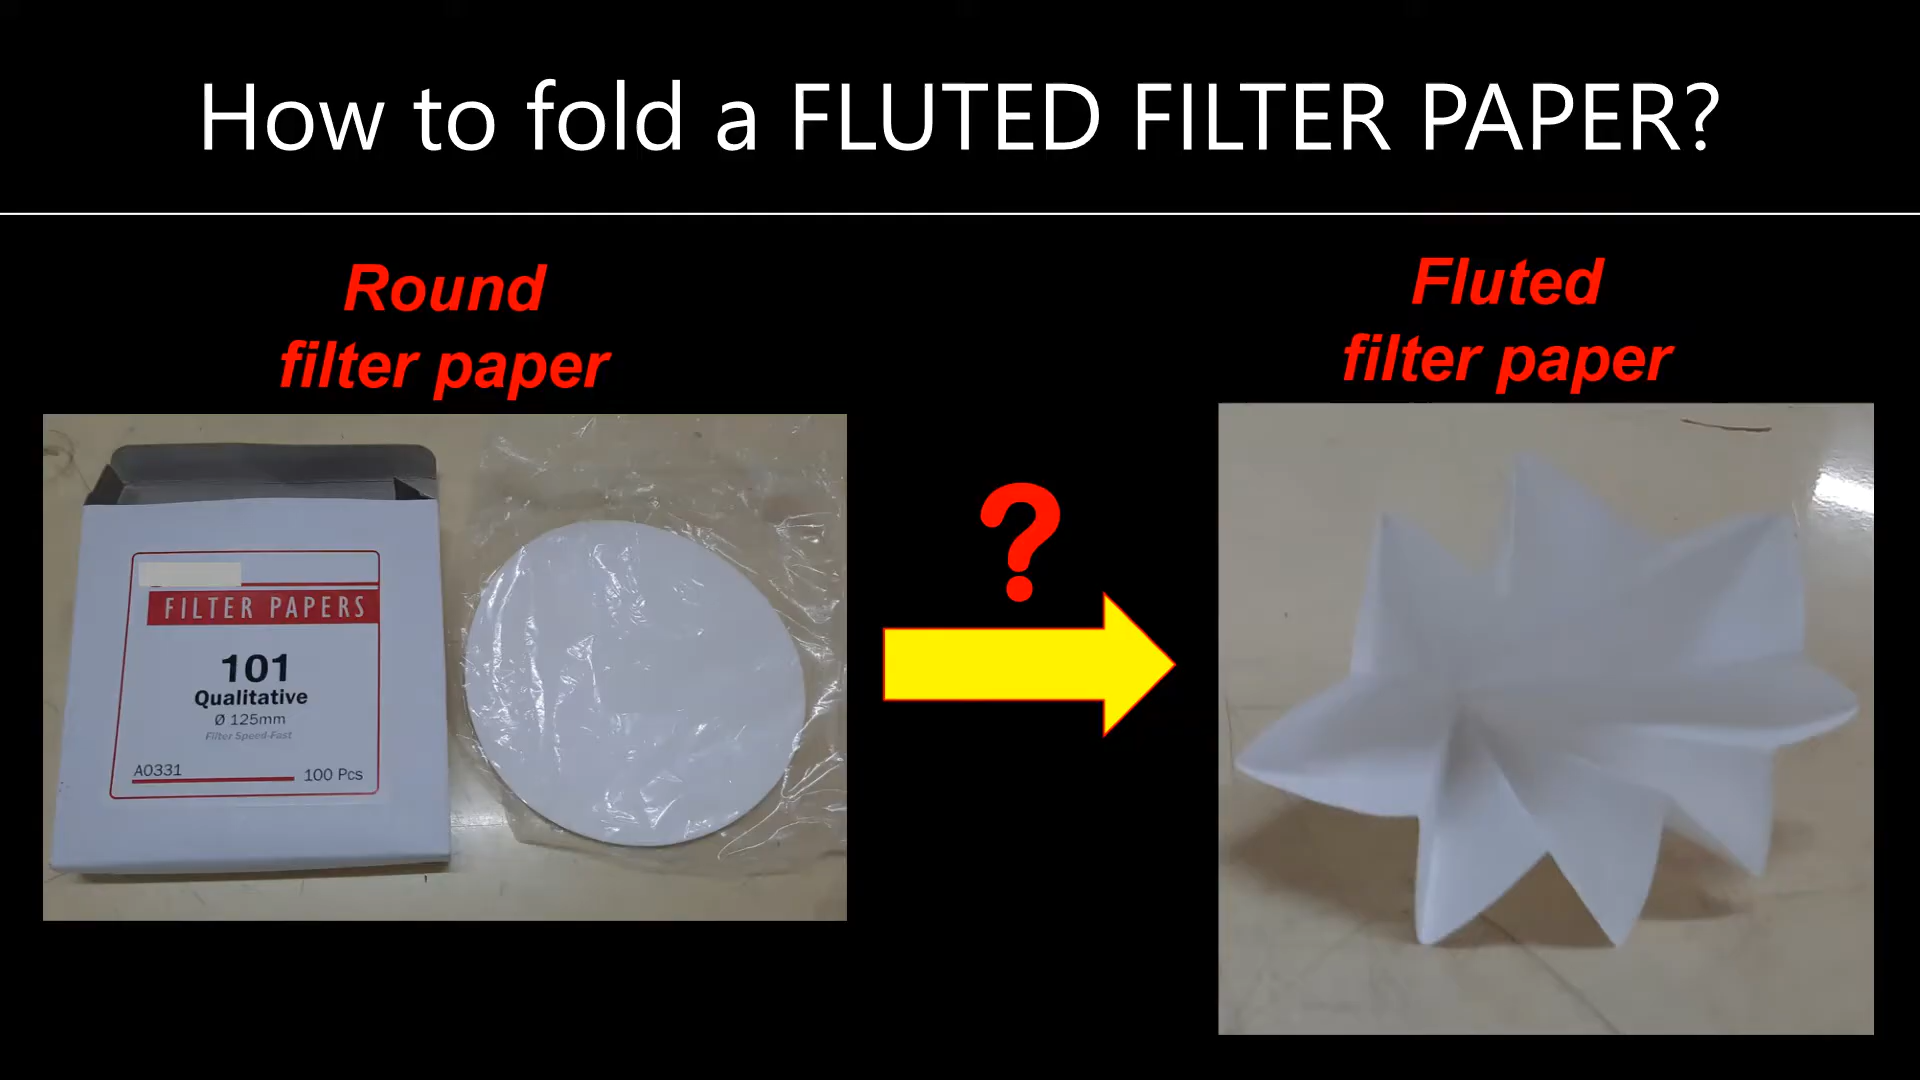 How to fold a FLUTED FILTER PAPER?
Round
filter paper
Fluted
filter paper
?
FILTER PAPERS
101
Qualitative
Ø 125mm
Filter Speed-Fast
A0331
100 Pcs